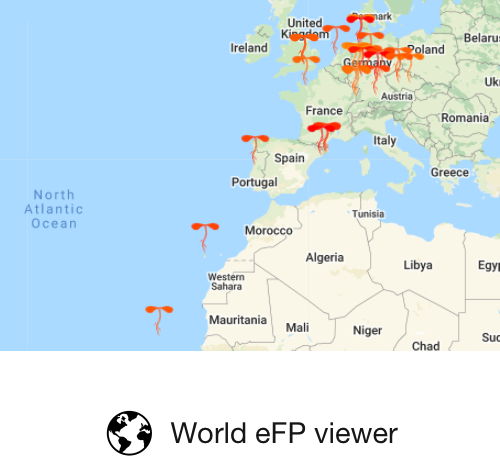 United
Kingdom
Ireland
Denmark
Belarus
Poland
Germany
Uk
Austria
France
Romania
Italy
Spain
Greece
Portugal
North
Atlantic
Ocean
Tunisia
Morocco
Algeria
Libya
Egyp
Western
Sahara
Mauritania
Mali
Niger
Chad
Suc
World eFP viewer